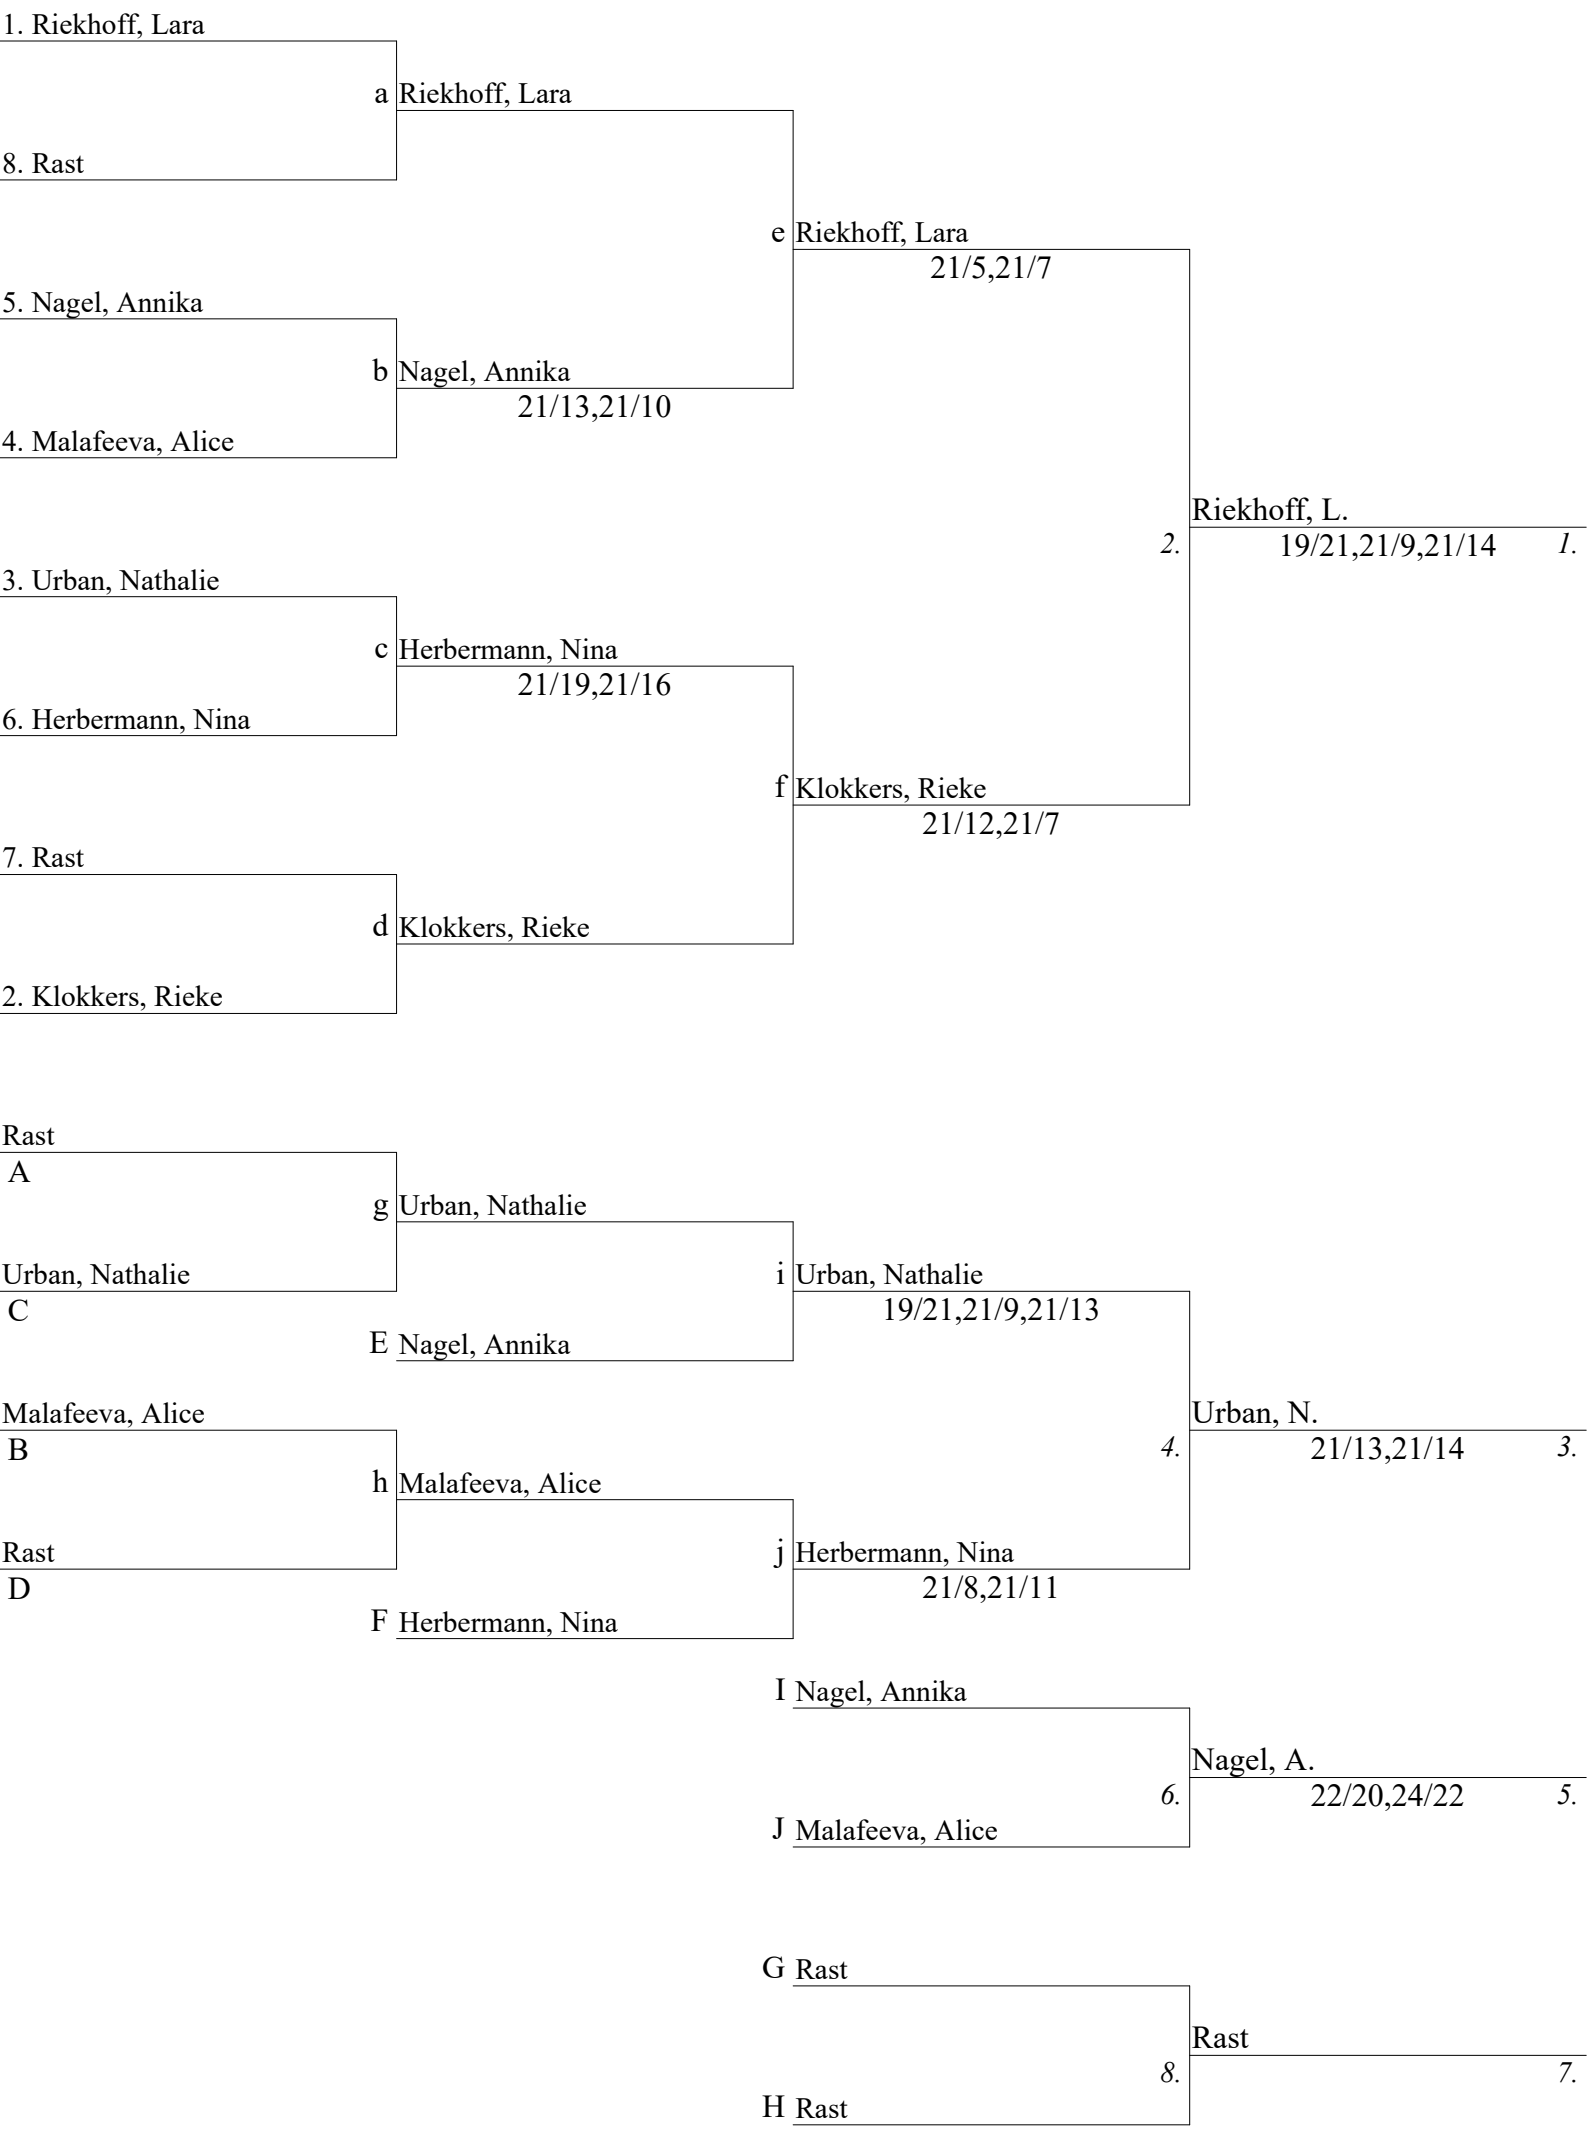 1. Riekhoff, Lara
a Riekhoff, Lara
8. Rast
e Riekhoff, Lara
21/5,21/7
5. Nagel, Annika
b Nagel, Annika
21/13,21/10
4. Malafeeva, Alice
Riekhoff, L.
2. 19/21,21/9,21/14 1.
3. Urban, Nathalie
c Herbermann, Nina
21/19,21/16
6. Herbermann, Nina
f Klokkers, Rieke
21/12,21/7
7. Rast
d Klokkers, Rieke
2. Klokkers, Rieke
Rast
A
g Urban, Nathalie
Urban, Nathalie i Urban, Nathalie
C 19/21,21/9,21/13
E Nagel, Annika
Malafeeva, Alice Urban, N.
B 4. 21/13,21/14 3.
h Malafeeva, Alice
Rast j Herbermann, Nina
D 21/8,21/11
F Herbermann, Nina
I Nagel, Annika
Nagel, A.
6. 22/20,24/22 5.
J Malafeeva, Alice
G Rast
Rast
8. 7.
H Rast